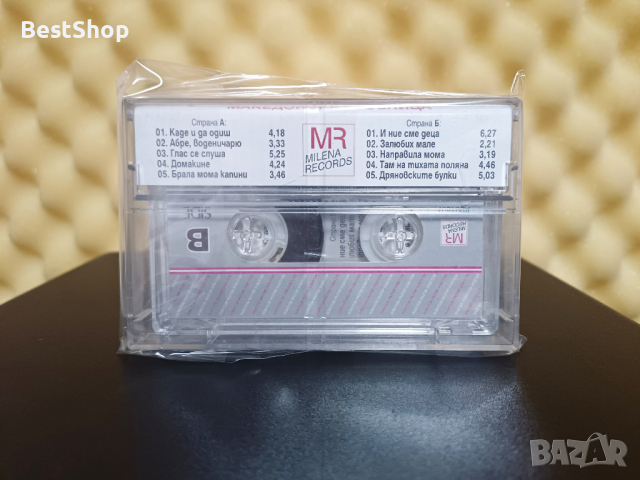 BestShop
Страна А:
01. Каде и да одиш 4,18
02. Абре, воденичарю 3,33
03. Глас се слуша 5,25
04. Домакине 4,24
05. Брала мома капини 3,46
MR
MILENA
RECORDS
Страна Б:
01. И ние сме деца 6,27
02. Залюбих мале 2,21
03. Направила мома 3,19
04. Там на тихата поляна 4,46
05. Дряновските булки 5,03
B
MR
MILENA
RECORDS
BAZAR